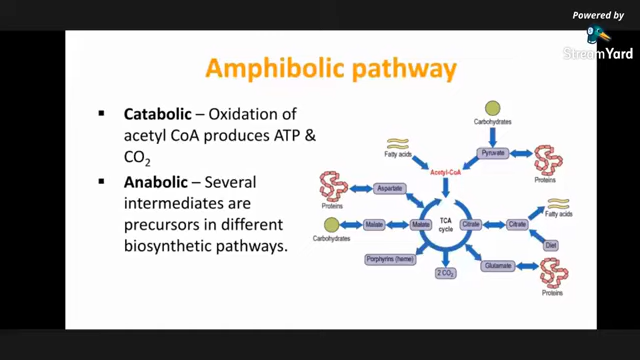 Powered by
StreamYard
Amphibolic pathway
▪ Catabolic – Oxidation of
acetyl CoA produces ATP &
CO2
▪ Anabolic – Several
intermediates are
precursors in different
biosynthetic pathways.
Carbohydrates
Fatty acids
Pyruvate
Acetyl-CoA
Proteins
Aspartate
Proteins
Fatty acids
Carbohydrates
Malate
Malate
TCA
cycle
Citrate
Citrate
Diet
Porphyrins (heme)
2 CO2
Glutamate
Proteins